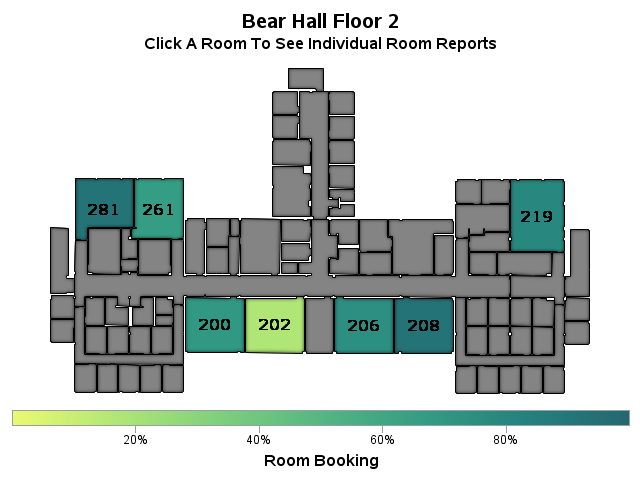 Bear Hall Floor 2
Click A Room To See Individual Room Reports
281 261
219
200 202 206 208
20% 40% 60% 80%
Room Booking